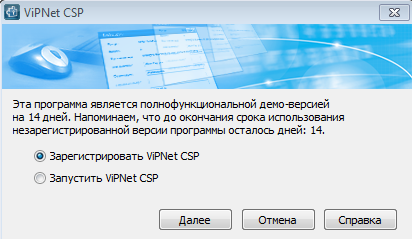 ViPNet CSP
Эта программа является полнофункциональной демо-версией
на 14 дней. Напоминаем, что до окончания срока использования
незарегистрированной версии программы осталось дней: 14.
Зарегистрировать ViPNet CSP
Запустить ViPNet CSP
Далее Отмена Справка